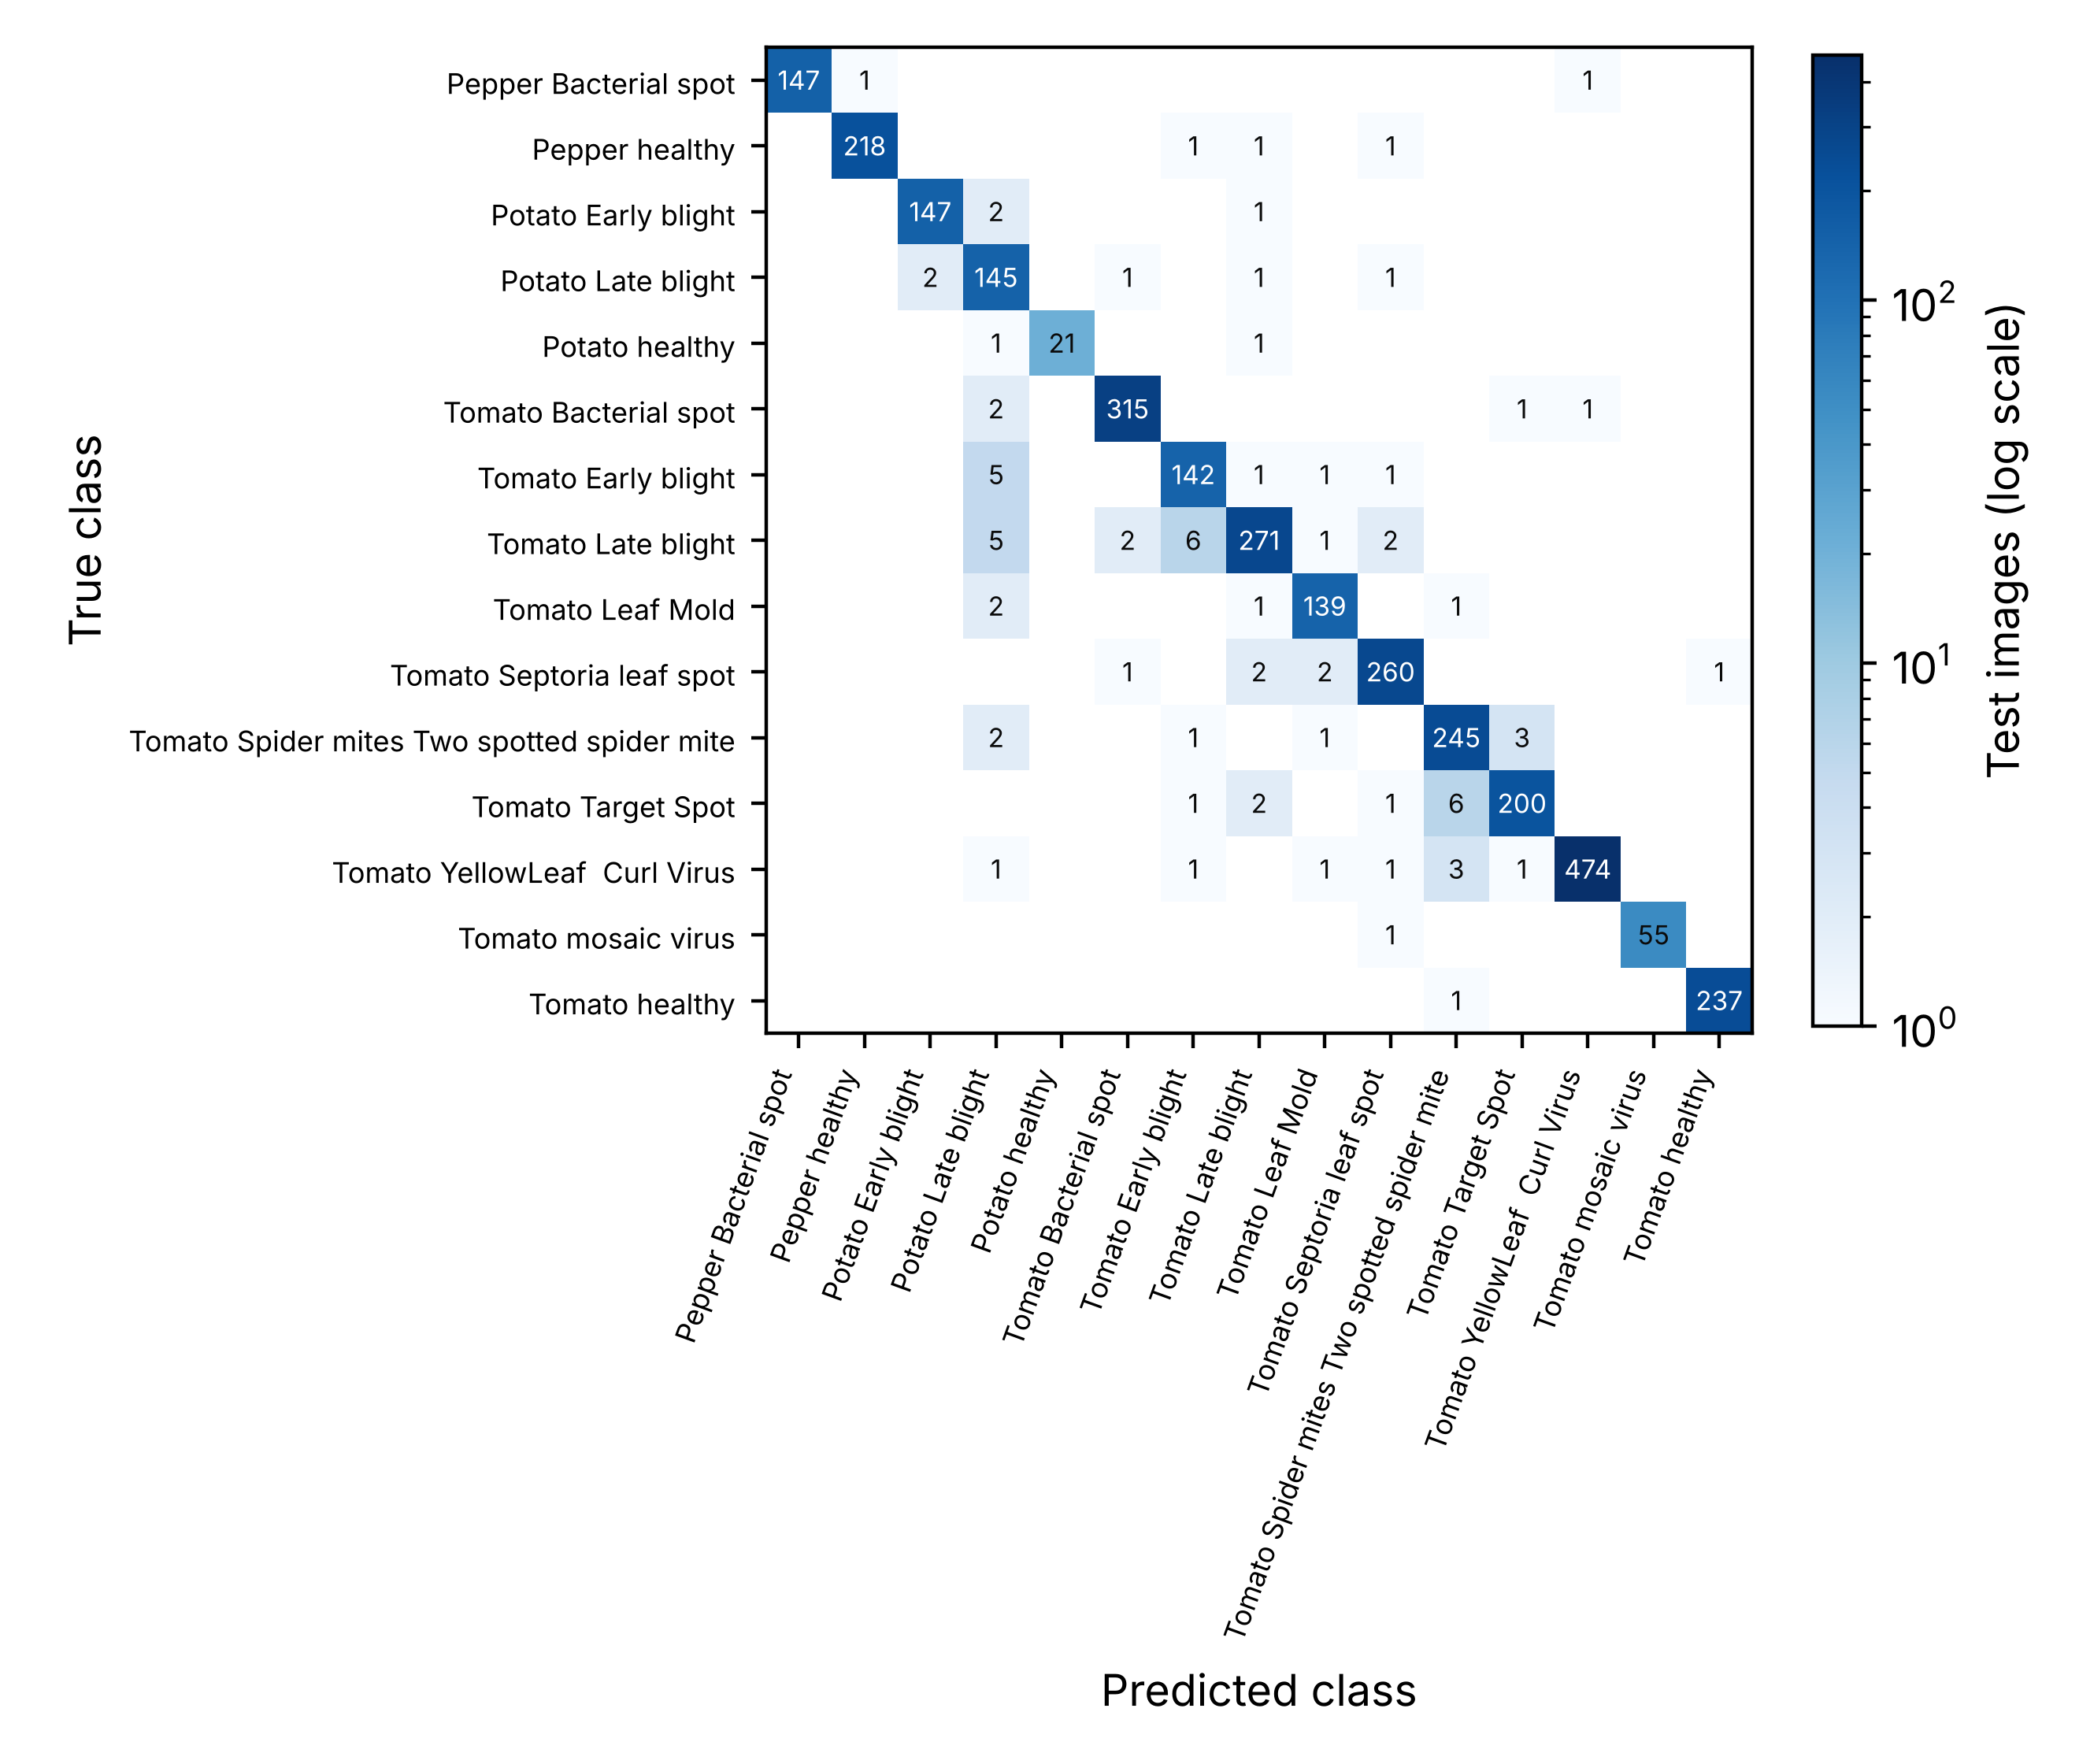 Pepper Bacterial spot 147 1 1
Pepper healthy 218 1 1 1
Potato Early blight 147 2 1
Potato Late blight 2 145 1 1 1
Potato healthy 1 21 1
Tomato Bacterial spot 2 315 1 1
Tomato Early blight 5 142 1 1 1
Tomato Late blight 5 2 6 271 1 2
Tomato Leaf Mold 2 1 139 1
Tomato Septoria leaf spot 1 2 2 260 1
Tomato Spider mites Two spotted spider mite 2 1 1 245 3
Tomato Target Spot 1 2 1 6 200
Tomato YellowLeaf  Curl Virus 1 1 1 1 3 1 474
Tomato mosaic virus 1 55
Tomato healthy 1 237
True class
Pepper Bacterial spot
Pepper healthy
Potato Early blight
Potato Late blight
Potato healthy
Tomato Bacterial spot
Tomato Early blight
Tomato Late blight
Tomato Leaf Mold
Tomato Septoria leaf spot
Tomato Spider mites Two spotted spider mite
Tomato Target Spot
Tomato YellowLeaf  Curl Virus
Tomato mosaic virus
Tomato healthy
Predicted class
10²
10¹
10⁰
Test images (log scale)